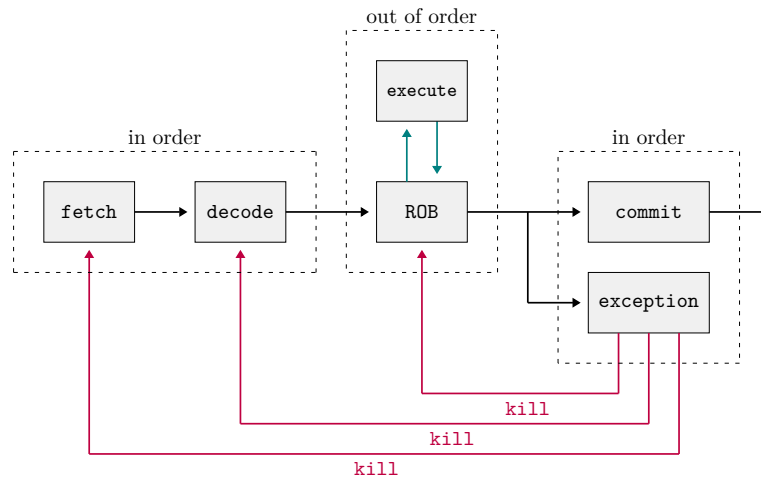 out of order
execute
in order
in order
fetch
decode
ROB
commit
exception
kill
kill
kill